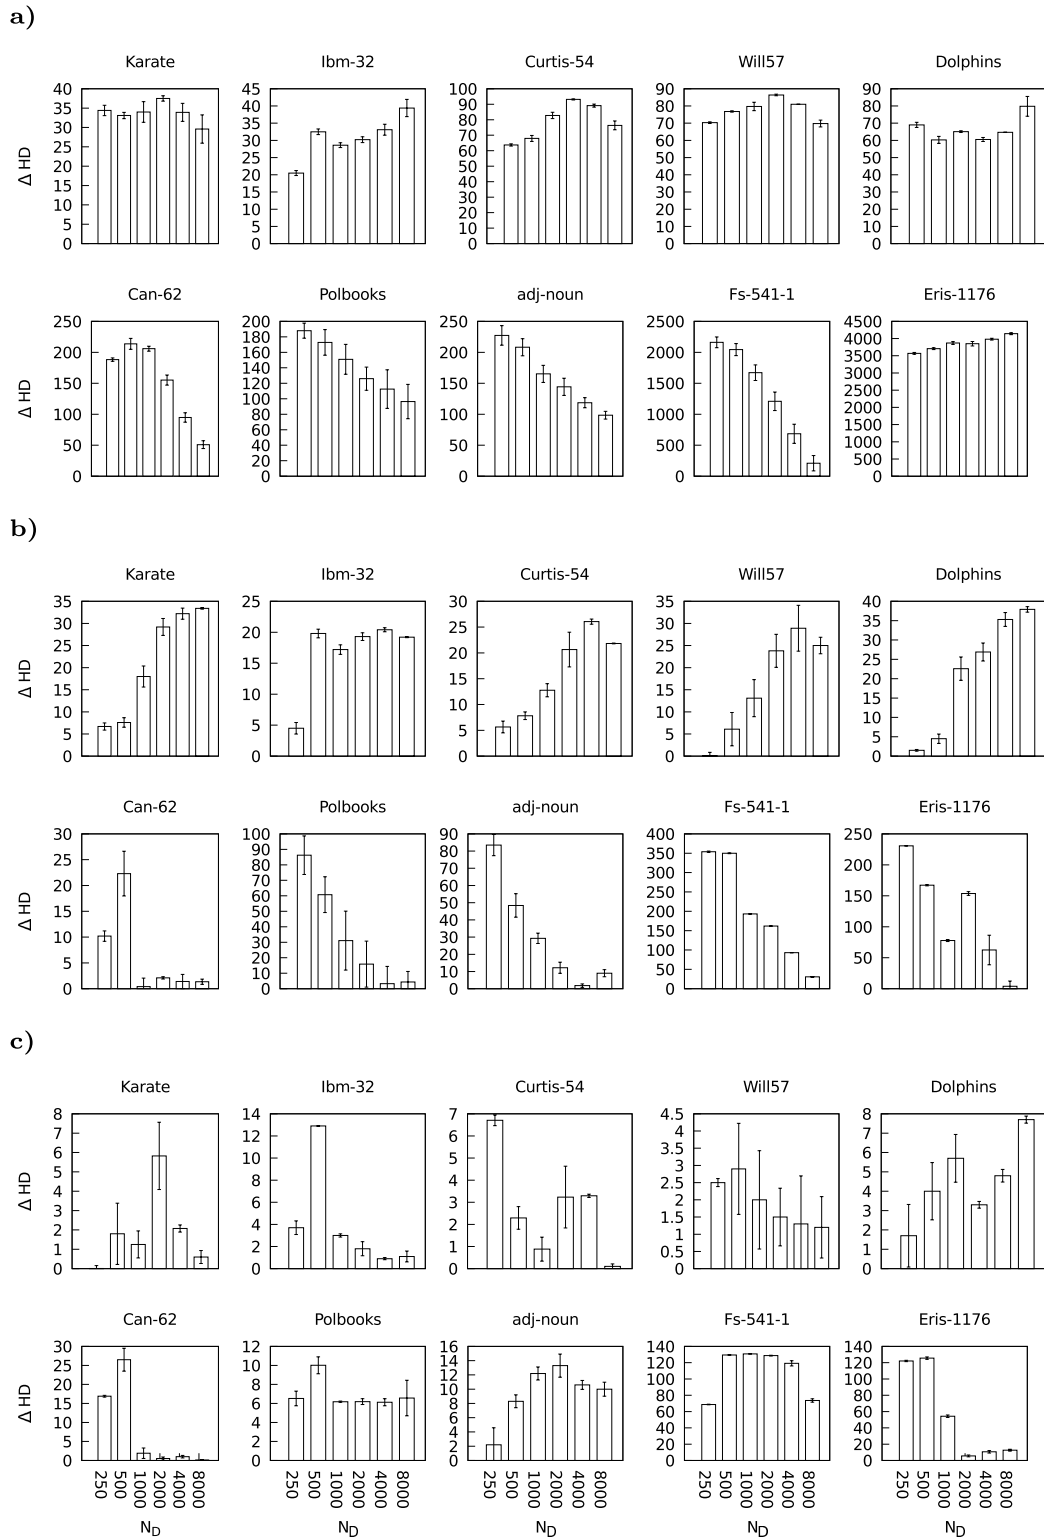 a)
Karate Ibm-32 Curtis-54 Will57 Dolphins
Δ HD
40 35 30 25 20 15 10 5 0
45 40 35 30 25 20 15 10 5 0
100 90 80 70 60 50 40 30 20 10 0
90 80 70 60 50 40 30 20 10 0
90 80 70 60 50 40 30 20 10 0
Can-62 Polbooks adj-noun Fs-541-1 Eris-1176
Δ HD
250 200 150 100 50 0
200 180 160 140 120 100 80 60 40 20 0
250 200 150 100 50 0
2500 2000 1500 1000 500 0
4500 4000 3500 3000 2500 2000 1500 1000 500 0
b)
Karate Ibm-32 Curtis-54 Will57 Dolphins
Δ HD
35 30 25 20 15 10 5 0
25 20 15 10 5 0
30 25 20 15 10 5 0
35 30 25 20 15 10 5 0
40 35 30 25 20 15 10 5 0
Can-62 Polbooks adj-noun Fs-541-1 Eris-1176
Δ HD
30 25 20 15 10 5 0
100 90 80 70 60 50 40 30 20 10 0
90 80 70 60 50 40 30 20 10 0
400 350 300 250 200 150 100 50 0
250 200 150 100 50 0
c)
Karate Ibm-32 Curtis-54 Will57 Dolphins
Δ HD
8 7 6 5 4 3 2 1 0
14 12 10 8 6 4 2 0
7 6 5 4 3 2 1 0
4.5 4 3.5 3 2.5 2 1.5 1 0.5 0
8 7 6 5 4 3 2 1 0
Can-62 Polbooks adj-noun Fs-541-1 Eris-1176
Δ HD
30 25 20 15 10 5 0
12 10 8 6 4 2 0
16 14 12 10 8 6 4 2 0
140 120 100 80 60 40 20 0
140 120 100 80 60 40 20 0
250 500 1000 2000 4000 8000
250 500 1000 2000 4000 8000
250 500 1000 2000 4000 8000
250 500 1000 2000 4000 8000
250 500 1000 2000 4000 8000
N_D N_D N_D N_D N_D